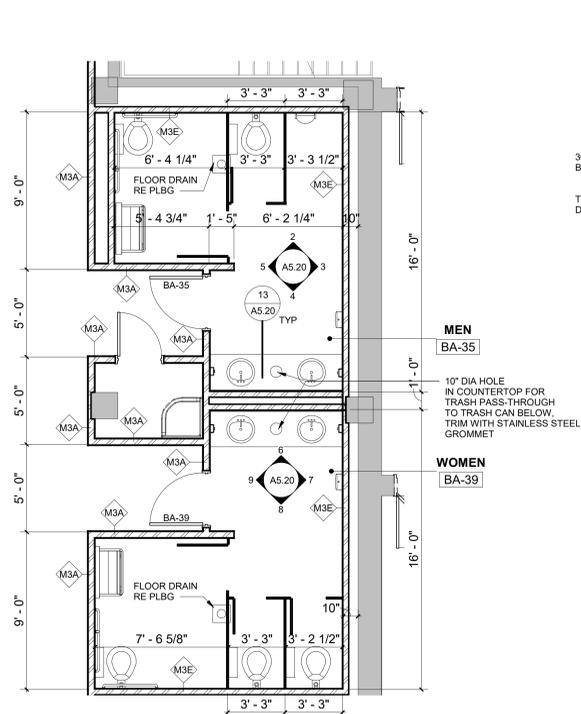 3' - 3" 3' - 3"
M3E
6' - 4 1/4" 3' - 3" 3' - 3 1/2"
M3A
FLOOR DRAIN
RE PLBG
M3E
9' - 0"
5' - 4 3/4" 1' - 5" 6' - 2 1/4" 10"
16' - 0"
2
5 A5.20 3
4
M3A
BA-35
13
A5.20
TYP
5' - 0"
M3A
M3A
MEN
BA-35
1' - 0"
10" DIA HOLE
IN COUNTERTOP FOR
TRASH PASS-THROUGH
TO TRASH CAN BELOW,
TRIM WITH STAINLESS STEEL
GROMMET
5' - 0"
M3A
M3A
6
9 A5.20 7
8
M3A
WOMEN
BA-39
5' - 0"
M3A
BA-39
M3E
16' - 0"
M3A
FLOOR DRAIN
RE PLBG
9' - 0"
10"
7' - 6 5/8" 3' - 3" 3' - 2 1/2"
M3E
3' - 3" 3' - 3"